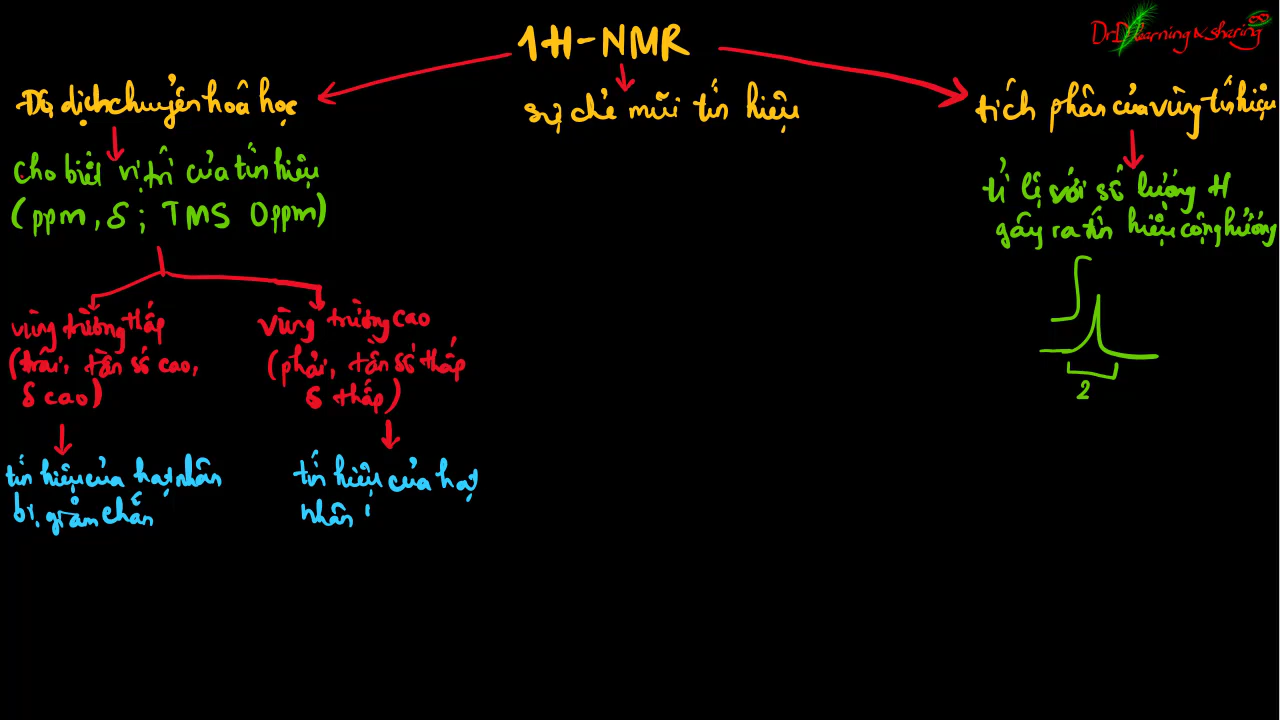 1H-NMR
Dr.D Learning & sharing
Độ dịch chuyển hoá học
cho biết vị trí của tín hiệu
(ppm, δ; TMS 0ppm)
vùng trường thấp
(trái, tần số cao,
δ cao)
tín hiệu của hạt nhân
bị giảm chắn
vùng trường cao
(phải, tần số thấp
δ thấp)
tín hiệu của hạt
nhân
sự chẻ mũi tín hiệu
tích phân của vùng tín hiệu
tỉ lệ với số lượng H
gây ra tín hiệu cộng hưởng
2